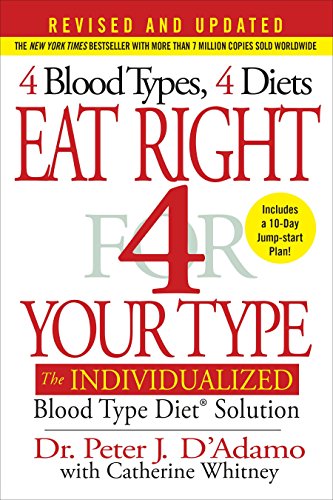 REVISED AND UPDATED
THE NEW YORK TIMES BESTSELLER WITH MORE THAN 7 MILLION COPIES SOLD WORLDWIDE
4 Blood Types, 4 Diets
EAT RIGHT
FOR
4
Includes
a 10-Day
Jump-start
Plan!
YOUR TYPE
The INDIVIDUALIZED
Blood Type Diet® Solution
Dr. Peter J. D'Adamo
with Catherine Whitney